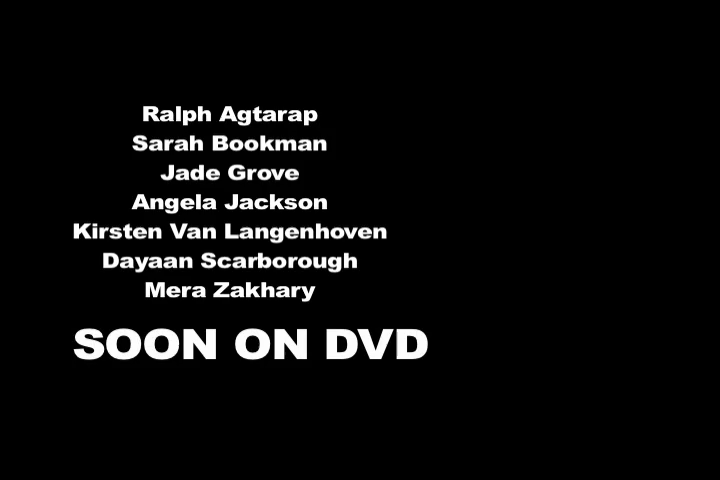 Ralph Agtarap
Sarah Bookman
Jade Grove
Angela Jackson
Kirsten Van Langenhoven
Dayaan Scarborough
Mera Zakhary
SOON ON DVD